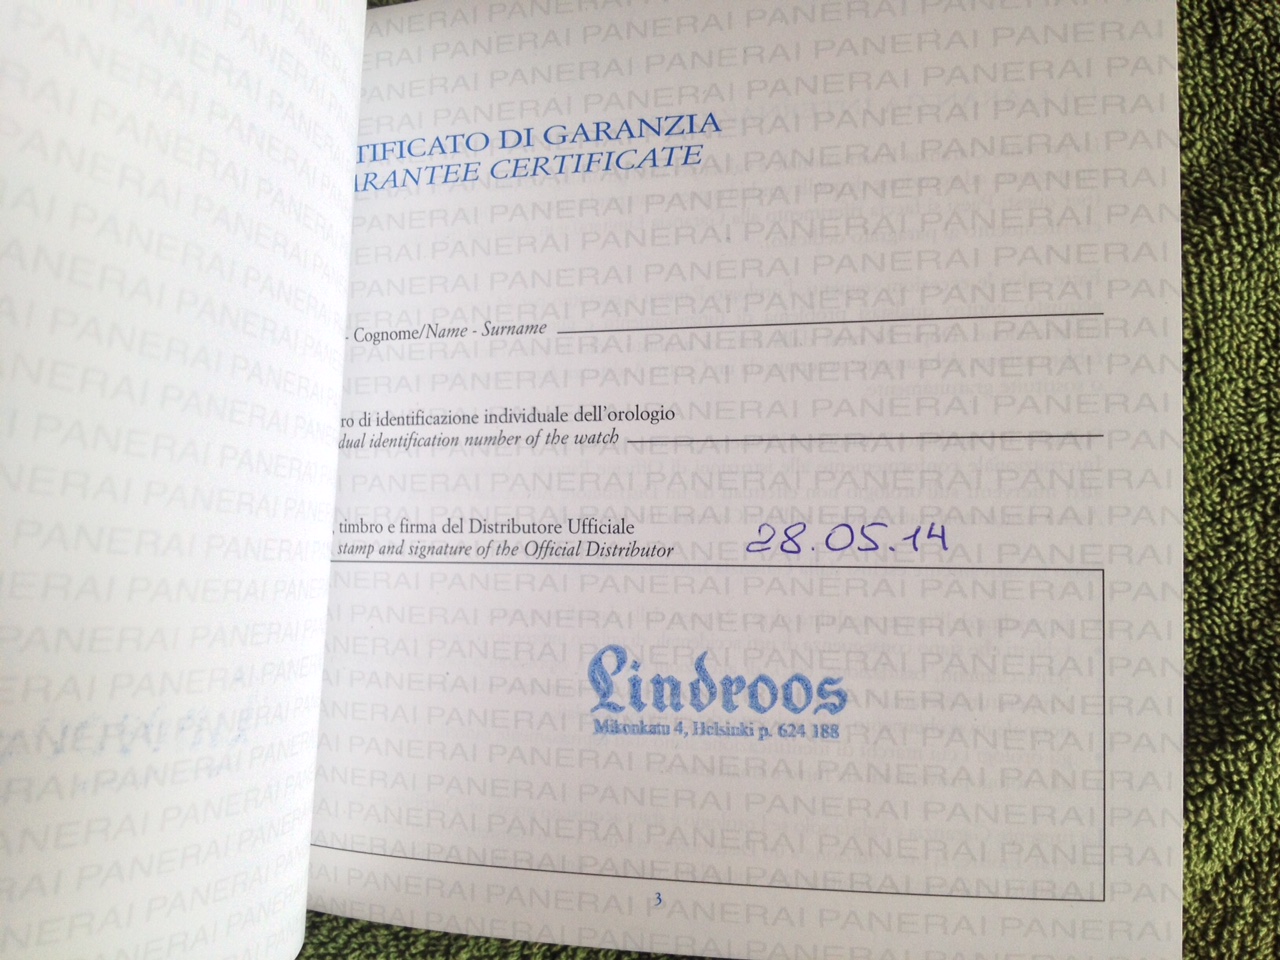 TIFICATO DI GARANZIA
ARANTEE CERTIFICATE
- Cognome/Name - Surname
ro di identificazione individuale dell'orologio
dual identification number of the watch
timbro e firma del Distributore Ufficiale
stamp and signature of the Official Distributor
28.05.14
Lindroos
Mikonkatu 4, Helsinki p. 624 188
3